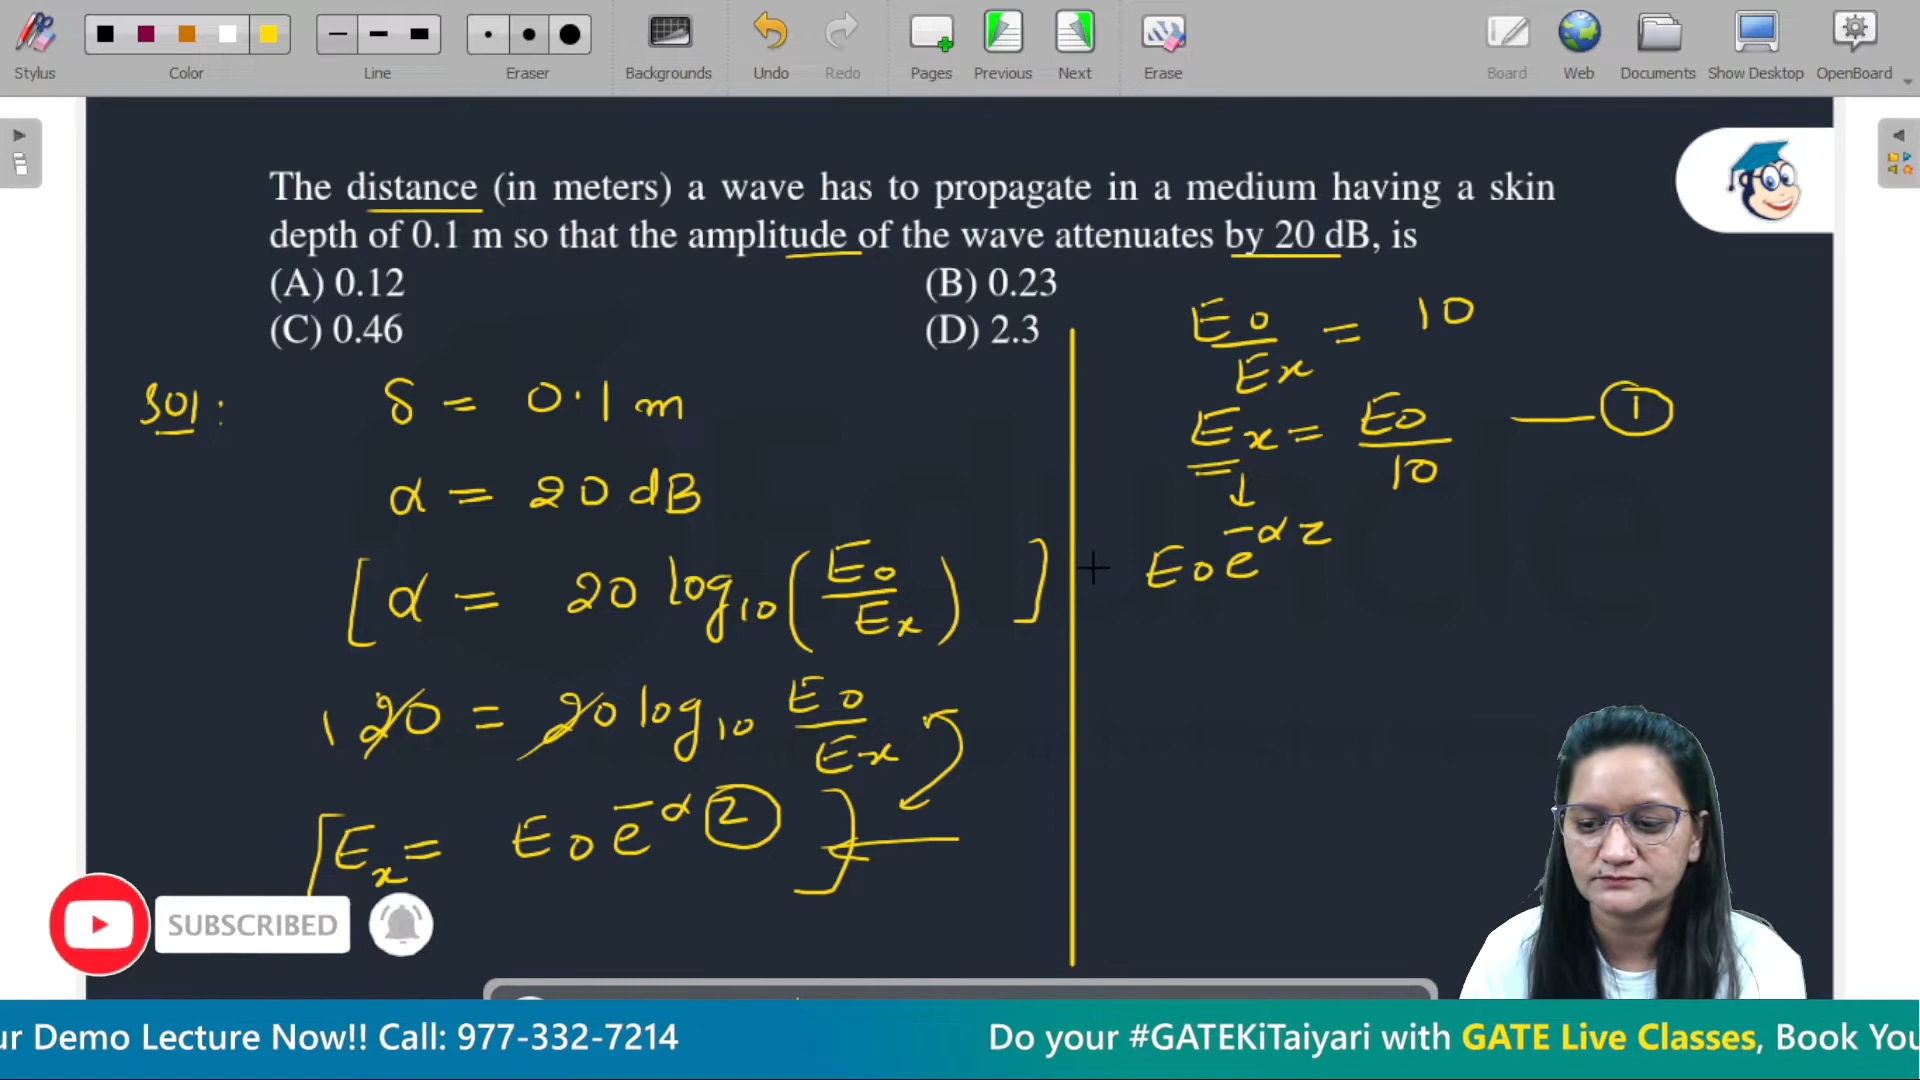 Stylus Color Line Eraser Backgrounds Undo Redo Pages Previous Next Erase Board Web Documents Show Desktop OpenBoard
The distance (in meters) a wave has to propagate in a medium having a skin
depth of 0.1 m so that the amplitude of the wave attenuates by 20 dB, is
(A) 0.12
(B) 0.23
(C) 0.46
(D) 2.3
Sol:
δ = 0.1 m
α = 20 dB
[α = 20 log10 (E0/Ex)]
1 20 = 20 log10 E0/Ex
[Ex = E0 e^-αz]
E0/Ex = 10
Ex = E0/10 — 1
E0 e^-αz
SUBSCRIBED
ur Demo Lecture Now!! Call: 977-332-7214
Do your #GATEKiTaiyari with GATE Live Classes, Book You